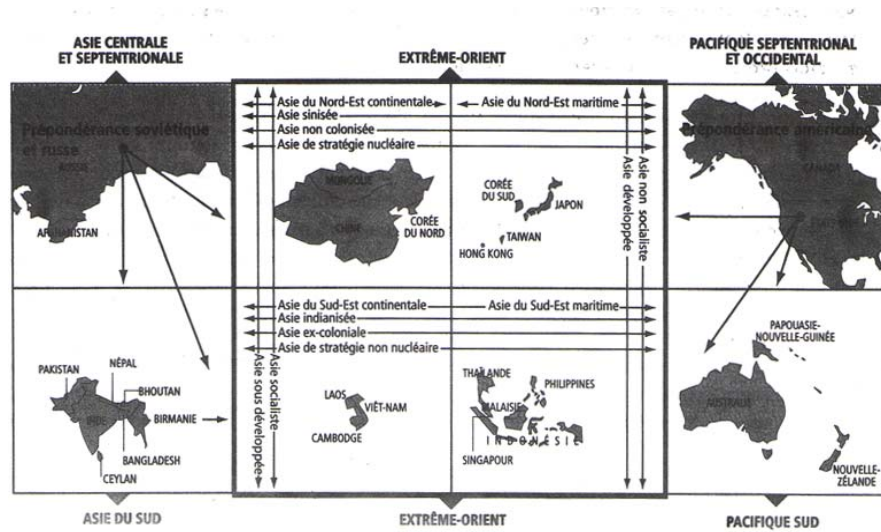 ASIE CENTRALE
ET SEPTENTRIONALE
EXTRÊME-ORIENT
PACIFIQUE SEPTENTRIONAL
ET OCCIDENTAL
Prépondérance soviétique
et russe
RUSSIE
AFGHANISTAN
Asie du Nord-Est continentale
Asie du Nord-Est maritime
Asie sinisée
Asie non colonisée
Asie de stratégie nucléaire
MONGOLIE
CHINE
CORÉE
DU NORD
CORÉE
DU SUD
JAPON
TAIWAN
HONG KONG
Asie développée
Asie non socialiste
Prépondérance américaine
CANADA
Asie du Sud-Est continentale
Asie du Sud-Est maritime
Asie indianisée
Asie ex-coloniale
Asie de stratégie non nucléaire
Asie sous développée
Asie socialiste
PAKISTAN
NÉPAL
BHOUTAN
INDE
BIRMANIE
BANGLADESH
CEYLAN
LAOS
VIÊT-NAM
CAMBODGE
THAÏLANDE
PHILIPPINES
MALAISIE
INDONÉSIE
SINGAPOUR
PAPOUASIE-
NOUVELLE-GUINÉE
AUSTRALIE
NOUVELLE-
ZÉLANDE
ASIE DU SUD
EXTRÊME-ORIENT
PACIFIQUE SUD